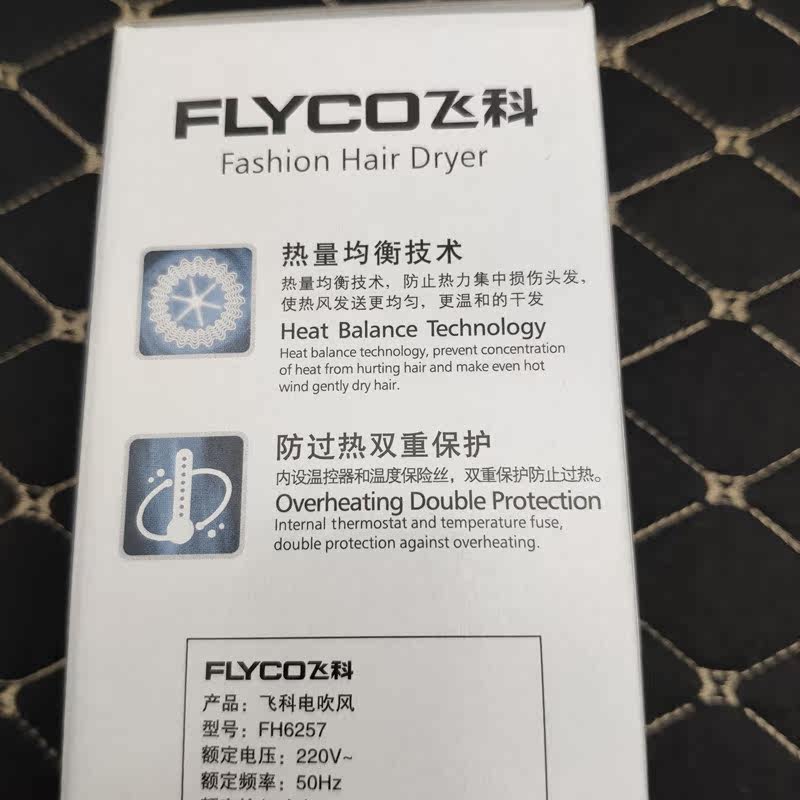 FLYCO飞科
Fashion Hair Dryer
热量均衡技术
热量均衡技术，防止热力集中损伤头发，
使热风发送更均匀，更温和的干发
Heat Balance Technology
Heat balance technology, prevent concentration
of heat from hurting hair and make even hot
wind gently dry hair.
防过热双重保护
内设温控器和温度保险丝，双重保护防止过热。
Overheating Double Protection
Internal thermostat and temperature fuse,
double protection against overheating.
FLYCO飞科
产品：飞科电吹风
型号：FH6257
额定电压：220V~
额定频率：50Hz